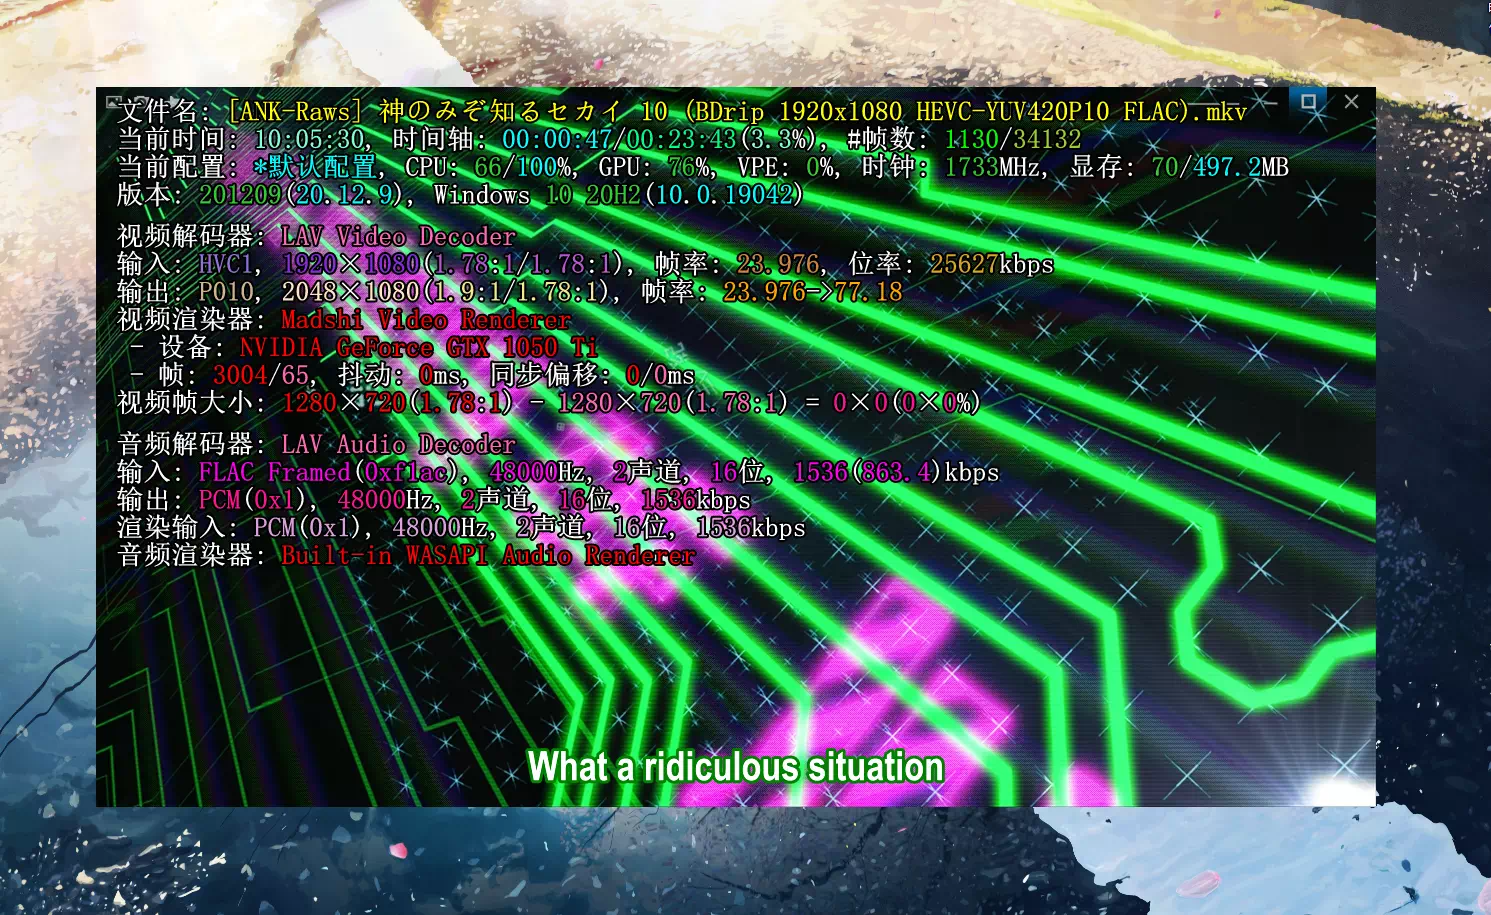 文件名: [ANK-Raws] 神のみぞ知るセカイ 10 (BDrip 1920x1080 HEVC-YUV420P10 FLAC).mkv
当前时间: 10:05:30, 时间轴: 00:00:47/00:23:43(3.3%), #帧数: 1130/34132
当前配置: *默认配置, CPU: 66/100%, GPU: 76%, VPE: 0%, 时钟: 1733MHz, 显存: 70/497.2MB
版本: 201209(20.12.9), Windows 10 20H2(10.0.19042)
视频解码器: LAV Video Decoder
输入: HVC1, 1920×1080(1.78:1/1.78:1), 帧率: 23.976, 位率: 25627kbps
输出: P010, 2048×1080(1.9:1/1.78:1), 帧率: 23.976->77.18
视频渲染器: Madshi Video Renderer
- 设备: NVIDIA GeForce GTX 1050 Ti
- 帧: 3004/65, 抖动: 0ms, 同步偏移: 0/0ms
视频帧大小: 1280×720(1.78:1) - 1280×720(1.78:1) = 0×0(0×0%)
音频解码器: LAV Audio Decoder
输入: FLAC Framed(0xf1ac), 48000Hz, 2声道, 16位, 1536(863.4)kbps
输出: PCM(0x1), 48000Hz, 2声道, 16位, 1536kbps
渲染输入: PCM(0x1), 48000Hz, 2声道, 16位, 1536kbps
音频渲染器: Built-in WASAPI Audio Renderer
What a ridiculous situation